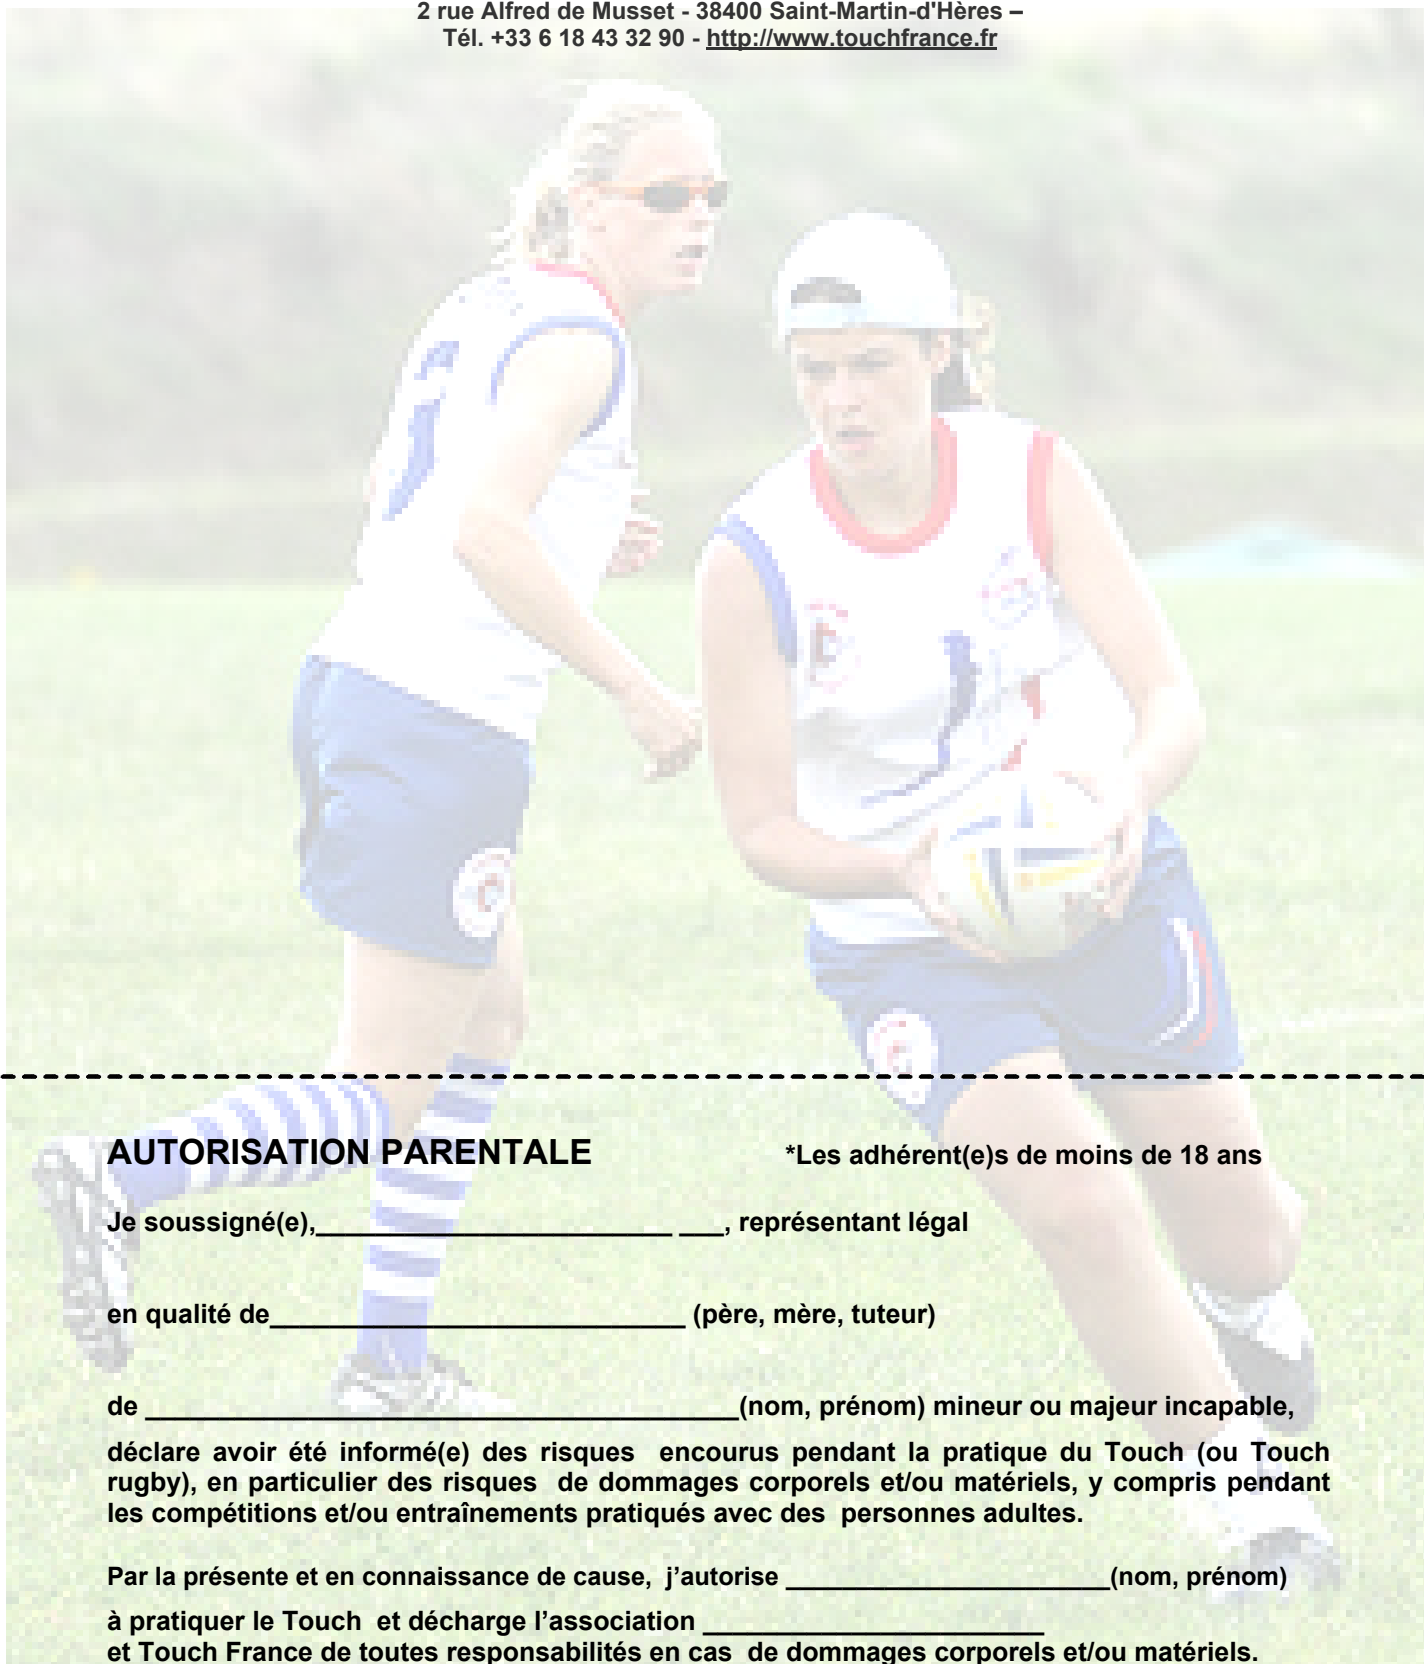 2 rue Alfred de Musset - 38400 Saint-Martin-d'Hères –
Tél. +33 6 18 43 32 90 - http://www.touchfrance.fr
AUTORISATION PARENTALE *Les adhérent(e)s de moins de 18 ans
Je soussigné(e),________________________ ___, représentant légal
en qualité de____________________________ (père, mère, tuteur)
de ________________________________________(nom, prénom) mineur ou majeur incapable,
déclare avoir été informé(e) des risques encourus pendant la pratique du Touch (ou Touch
rugby), en particulier des risques de dommages corporels et/ou matériels, y compris pendant
les compétitions et/ou entraînements pratiqués avec des personnes adultes.
Par la présente et en connaissance de cause, j’autorise ______________________(nom, prénom)
à pratiquer le Touch et décharge l’association _______________________
et Touch France de toutes responsabilités en cas de dommages corporels et/ou matériels.